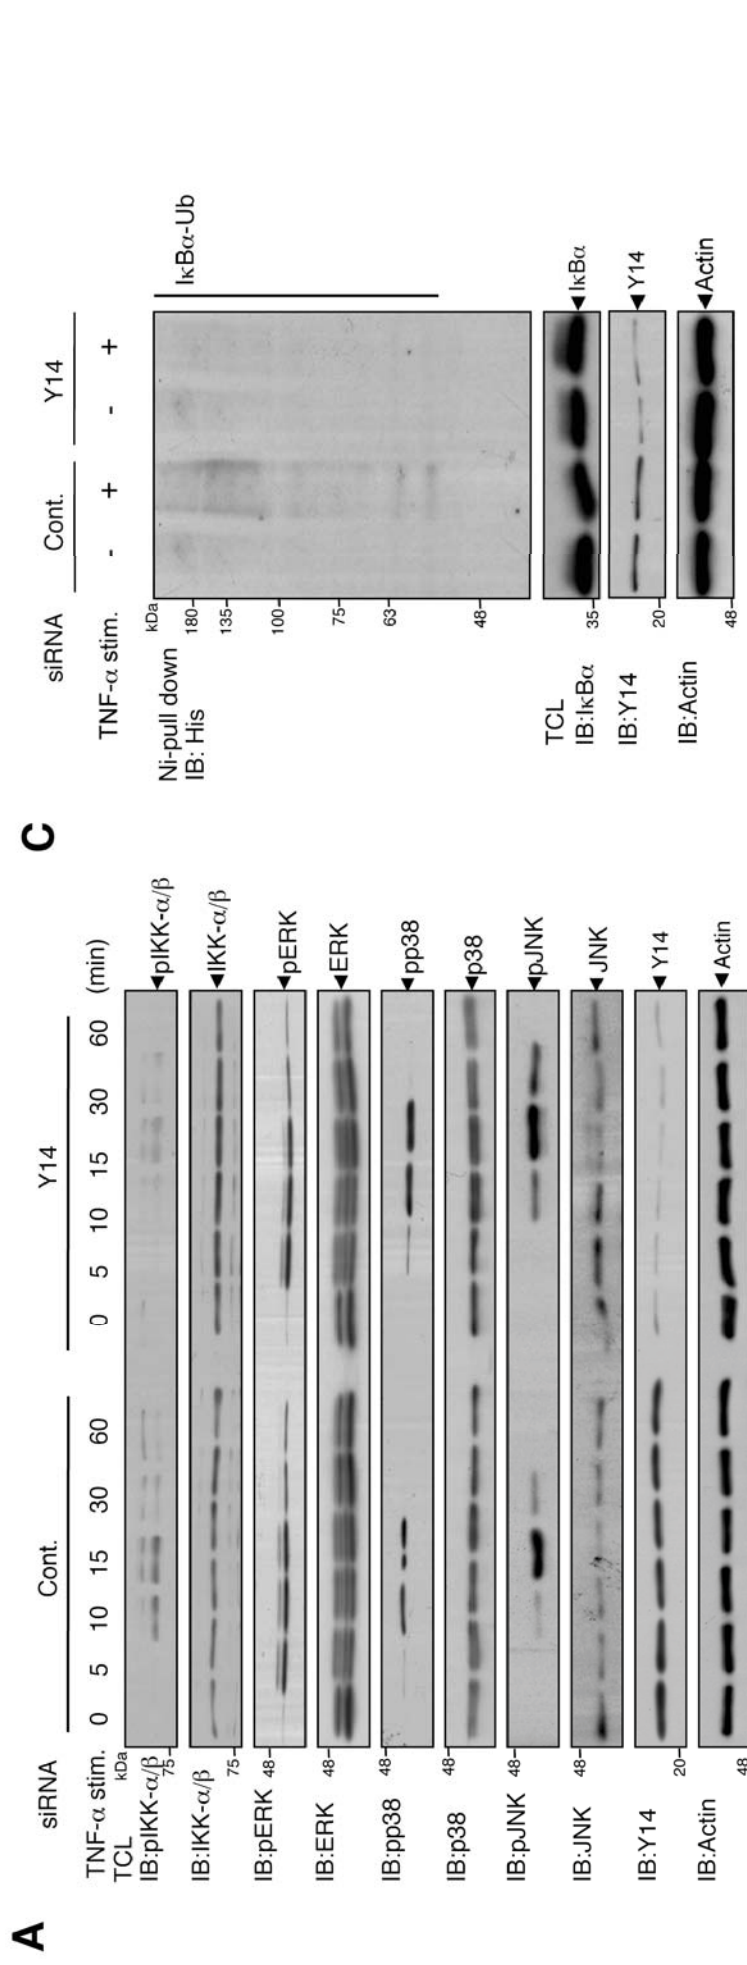 A
siRNA Cont. Y14
TNF-α stim. 0 5 10 15 30 60 0 5 10 15 30 60 (min)
TCL kDa
IB:pIKK-α/β 75 pIKK-α/β
IB:IKK-α/β 75 IKK-α/β
IB:pERK 48 pERK
IB:ERK 48 ERK
IB:pp38 48 pp38
IB:p38 48 p38
IB:pJNK 48 pJNK
IB:JNK 48 JNK
IB:Y14 20 Y14
IB:Actin 48 Actin
C
siRNA Cont. Y14
TNF-α stim. - + - +
kDa
Ni-pull down 180 IκBα-Ub
IB: His 135
100
75
63
48
TCL
IB:IκBα 35 IκBα
IB:Y14 20 Y14
IB:Actin 48 Actin